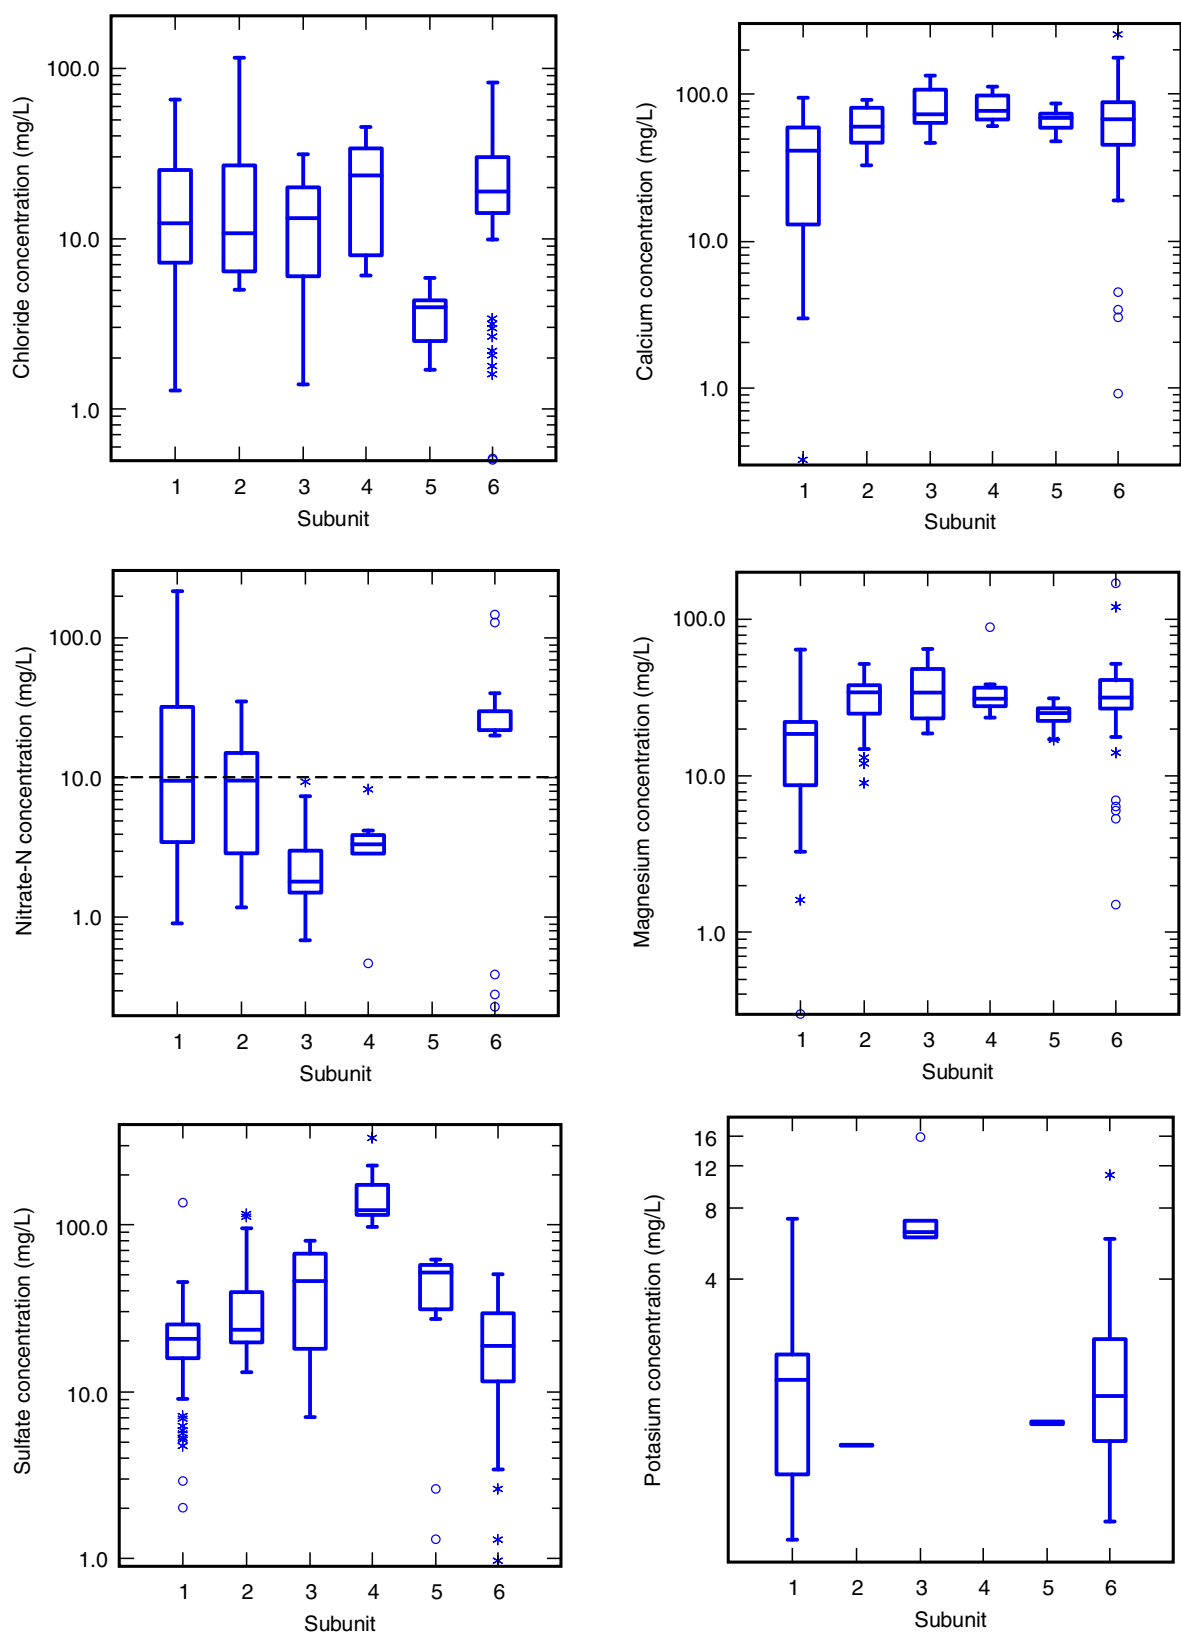 Chloride concentration (mg/L)
100.0
10.0
1.0
1 2 3 4 5 6
Subunit
Calcium concentration (mg/L)
100.0
10.0
1.0
1 2 3 4 5 6
Subunit
Nitrate-N concentration (mg/L)
100.0
10.0
1.0
1 2 3 4 5 6
Subunit
Magnesium concentration (mg/L)
100.0
10.0
1.0
1 2 3 4 5 6
Subunit
Sulfate concentration (mg/L)
100.0
10.0
1.0
1 2 3 4 5 6
Subunit
Potasium concentration (mg/L)
16
12
8
4
1 2 3 4 5 6
Subunit